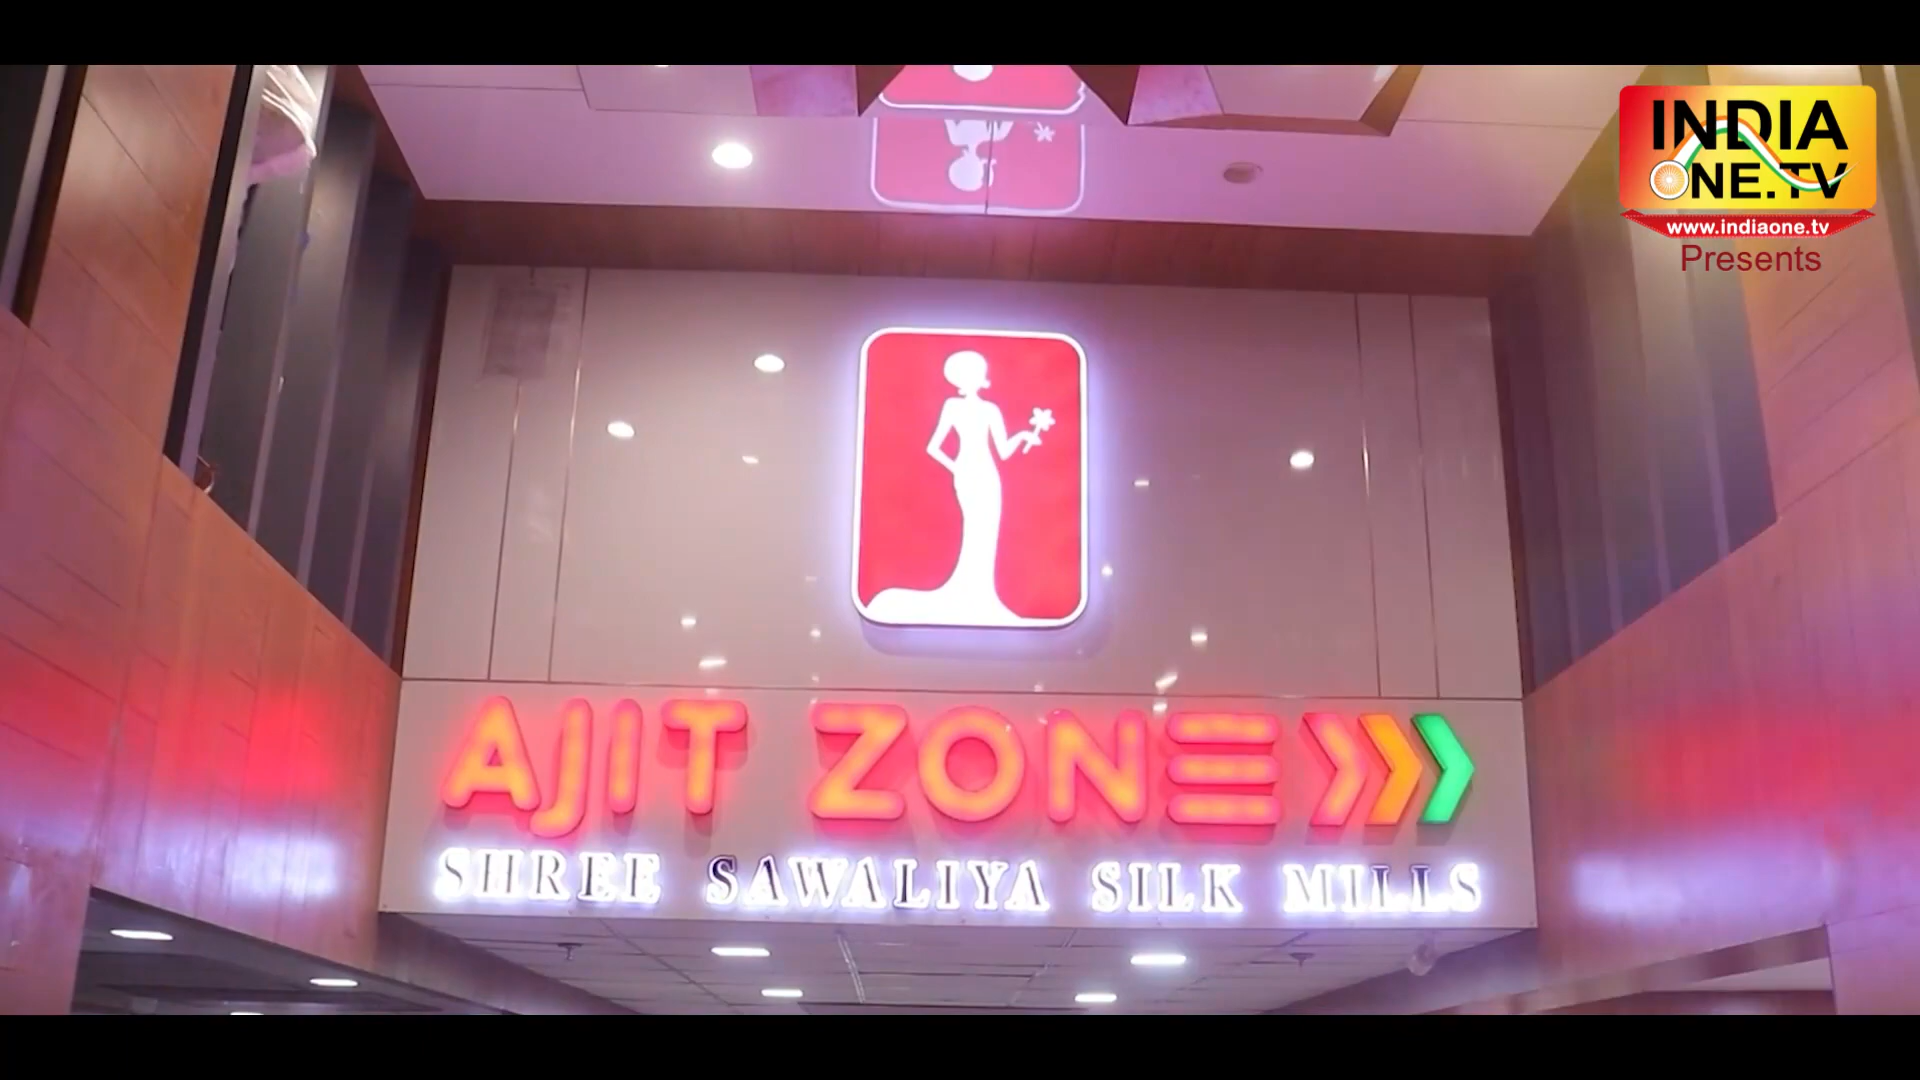 INDIA
ONE.TV
www.indiaone.tv
Presents
AJIT ZONE
SHREE SAWALIYA SILK MILLS